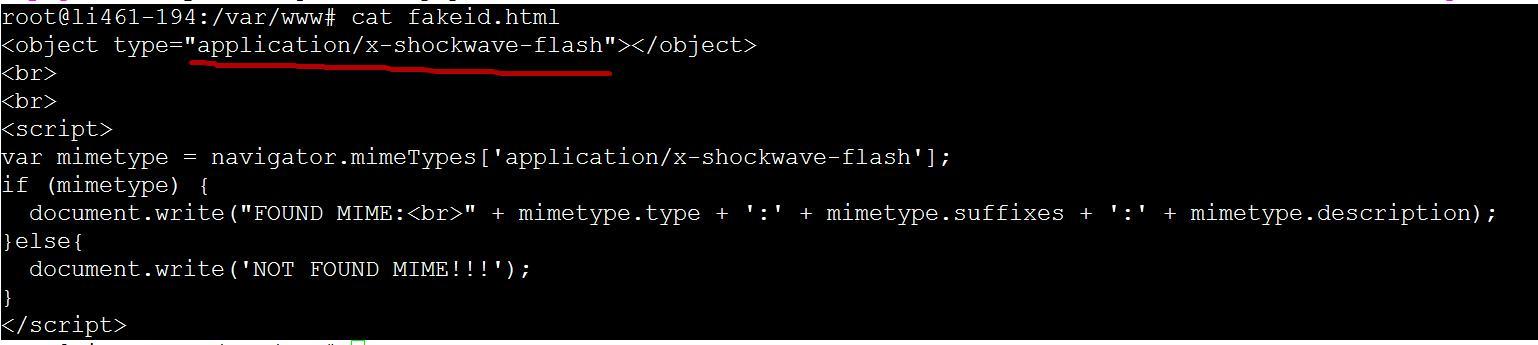 root@li461-194:/var/www# cat fakeid.html
<object type="application/x-shockwave-flash"></object>
<br>
<br>
<script>
var mimetype = navigator.mimeTypes['application/x-shockwave-flash'];
if (mimetype) {
  document.write("FOUND MIME:<br>" + mimetype.type + ':' + mimetype.suffixes + ':' + mimetype.description);
}else{
  document.write('NOT FOUND MIME!!!');
}
</script>